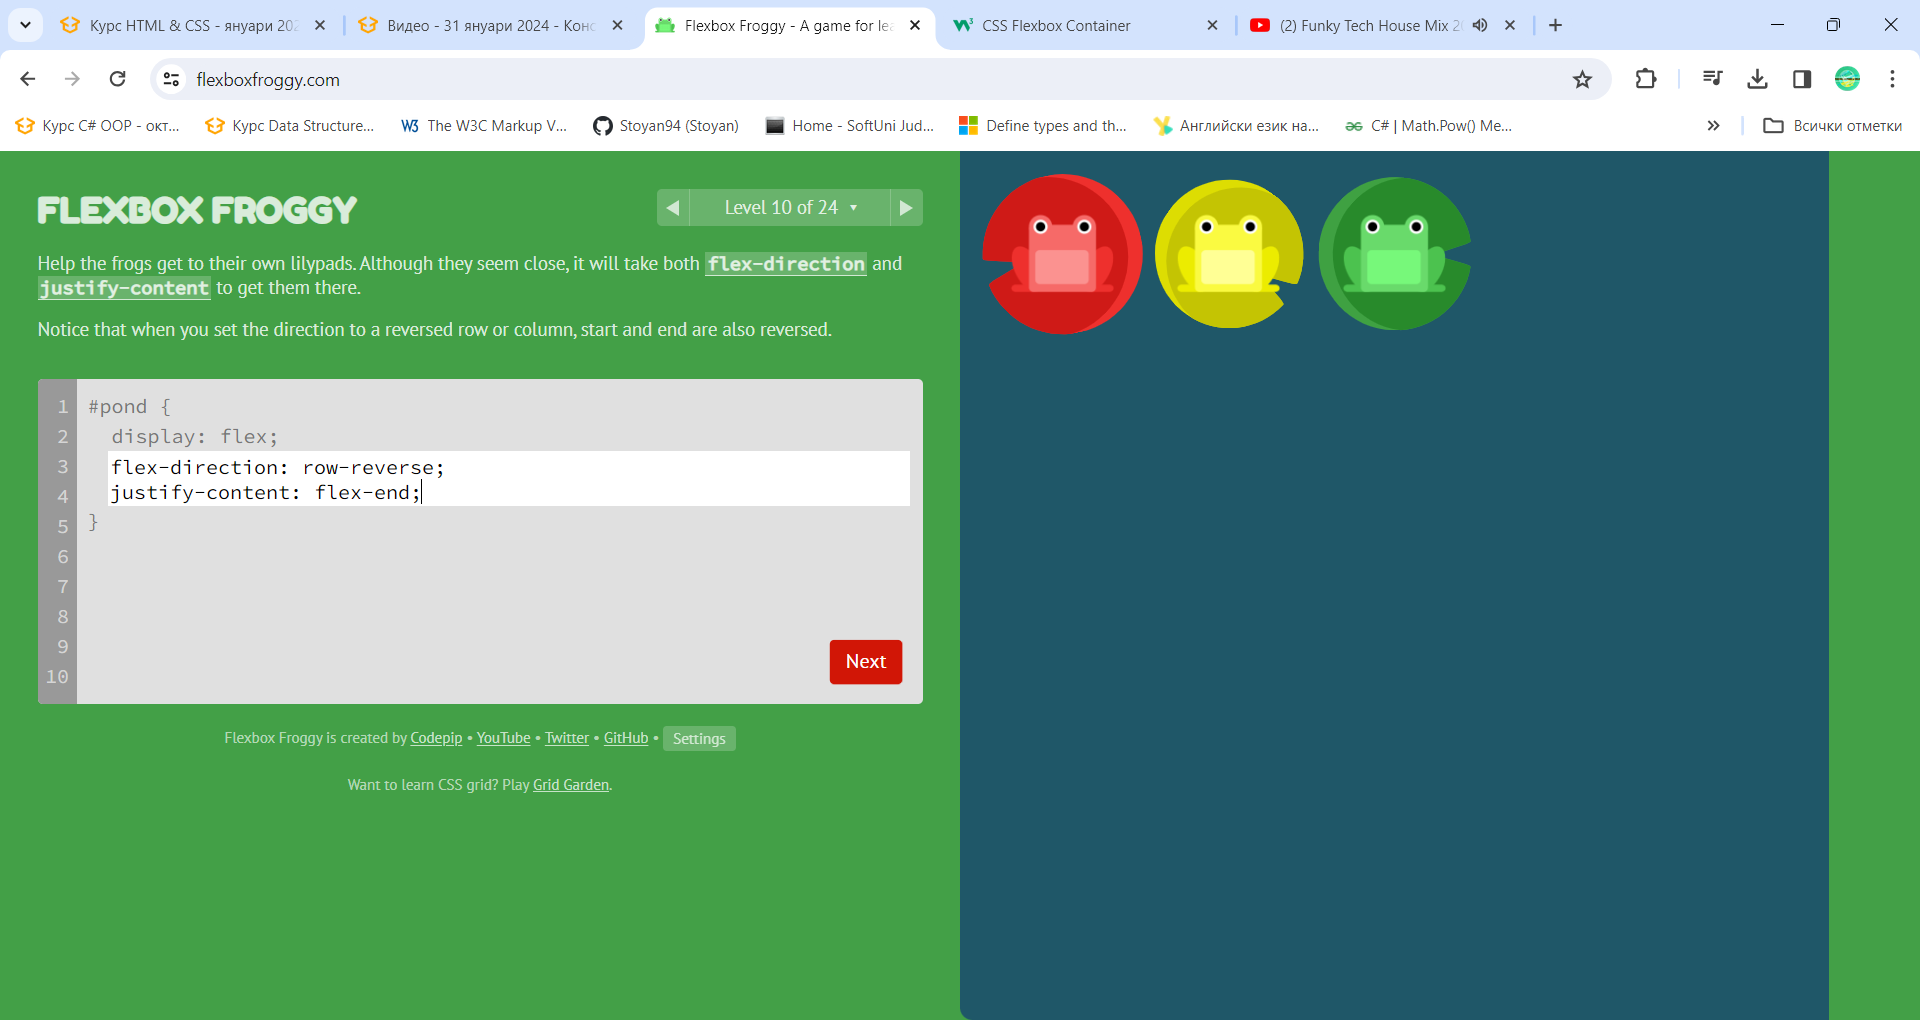 Курс HTML & CSS - януари 202
Видео - 31 януари 2024 - Конс
Flexbox Froggy - A game for lea
CSS Flexbox Container
(2) Funky Tech House Mix 2
flexboxfroggy.com
Курс C# OOP - окт...
Курс Data Structure...
The W3C Markup V...
Stoyan94 (Stoyan)
Home - SoftUni Jud...
Define types and th...
Английски език на...
C# | Math.Pow() Me...
Всички отметки
FLEXBOX FROGGY
Level 10 of 24
Help the frogs get to their own lilypads. Although they seem close, it will take both flex-direction and
justify-content to get them there.
Notice that when you set the direction to a reversed row or column, start and end are also reversed.
1 #pond {
2 display: flex;
3 flex-direction: row-reverse;
4 justify-content: flex-end;
5 }
6
7
8
9
10
Next
Flexbox Froggy is created by Codepip • YouTube • Twitter • GitHub • Settings
Want to learn CSS grid? Play Grid Garden.